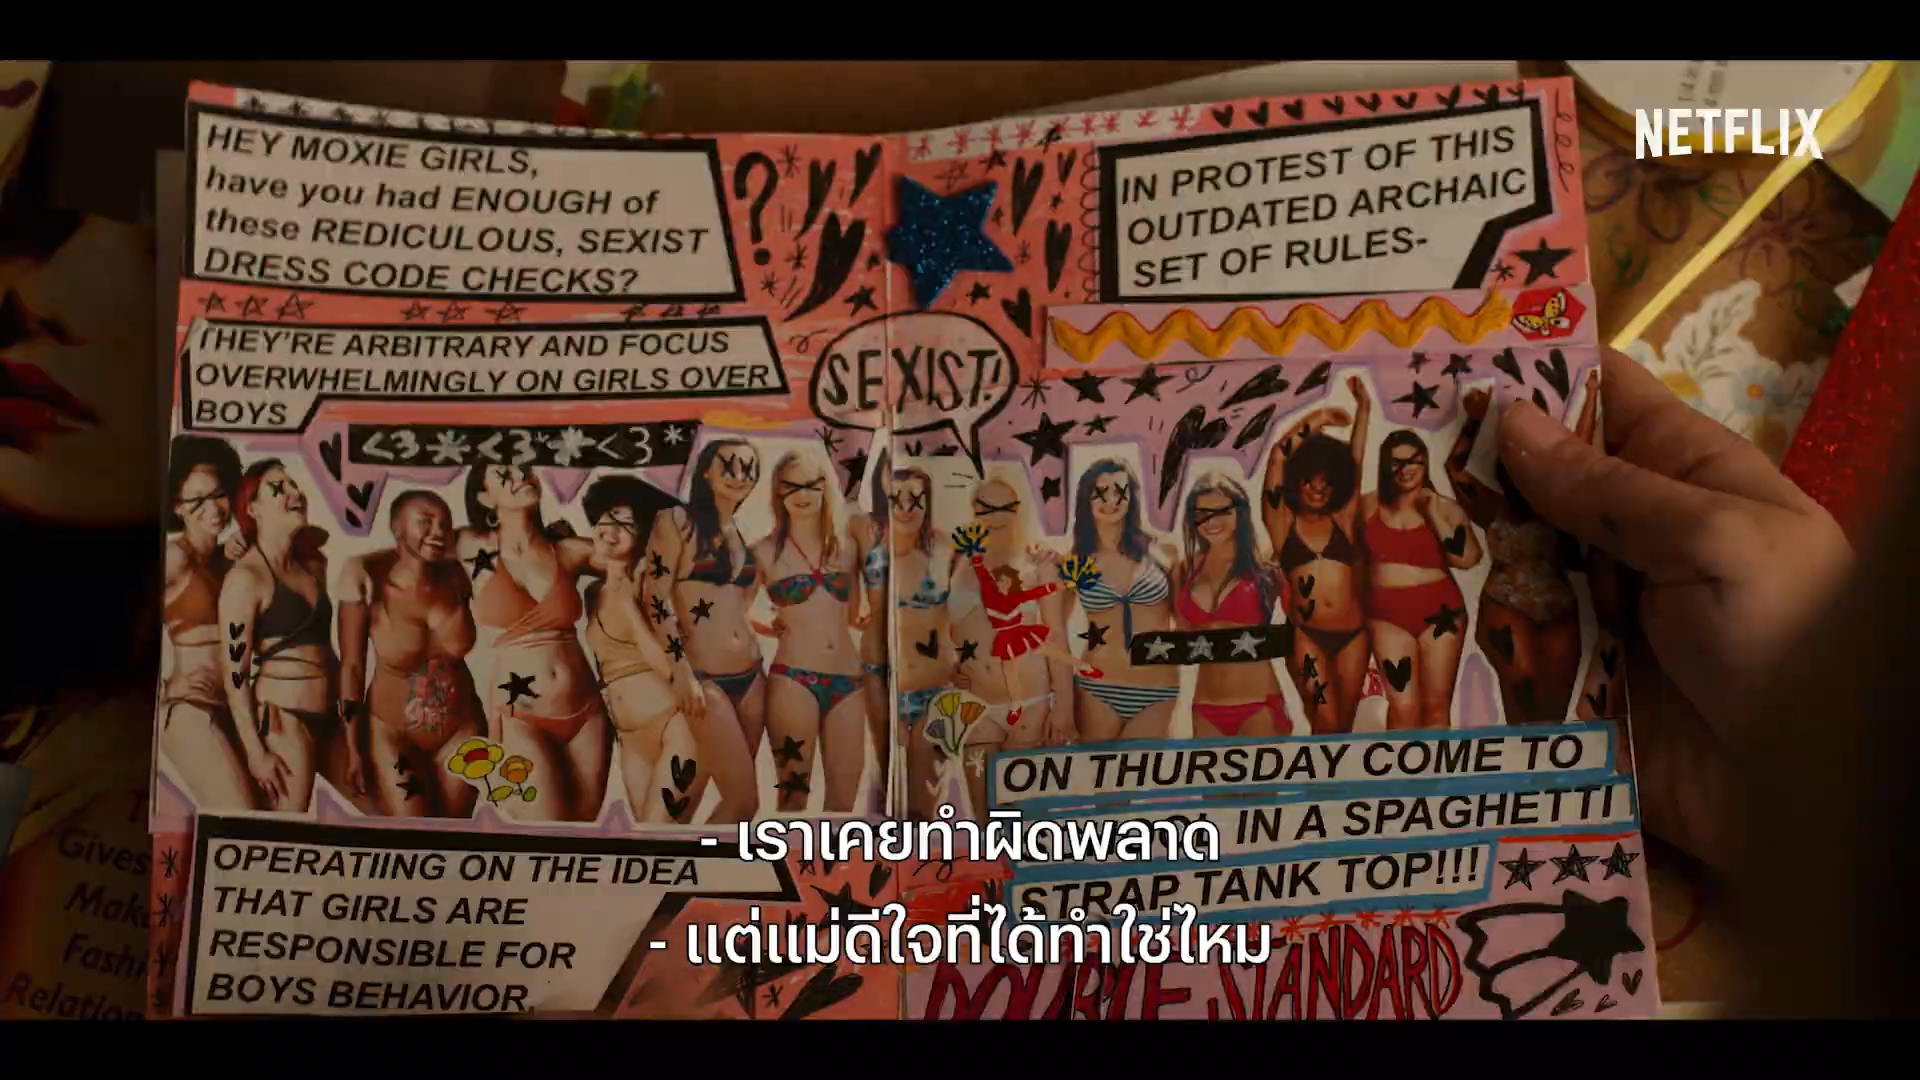 NETFLIX
HEY MOXIE GIRLS,
have you had ENOUGH of
these REDICULOUS, SEXIST
DRESS CODE CHECKS?
THEY'RE ARBITRARY AND FOCUS
OVERWHELMINGLY ON GIRLS OVER
BOYS
<3*<3*<3*
SEXIST!
OPERATIING ON THE IDEA
THAT GIRLS ARE
RESPONSIBLE FOR
BOYS BEHAVIOR,
IN PROTEST OF THIS
OUTDATED ARCHAIC
SET OF RULES-
ON THURSDAY COME TO
IN A SPAGHETTI
STRAP TANK TOP!!!
DOUBLE STANDARD
Gives
Relation
- เราเคยทำผิดพลาด
- แต่แม่ดีใจที่ได้ทำใช่ไหม